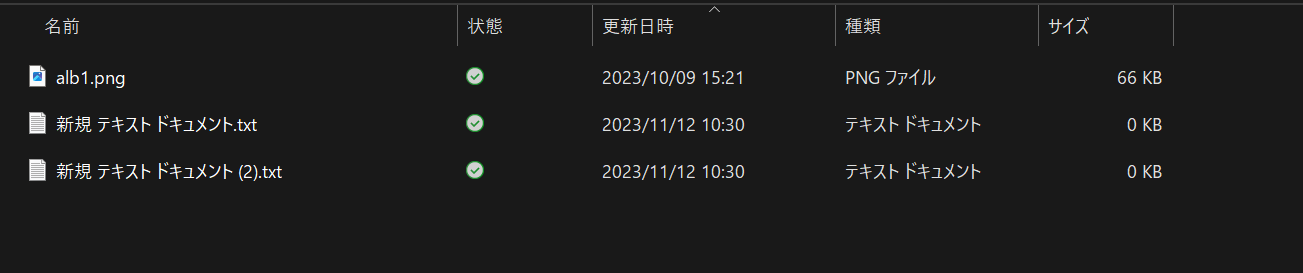 名前 状態 更新日時 種類 サイズ
alb1.png 2023/10/09 15:21 PNG ファイル 66 KB
新規 テキスト ドキュメント.txt 2023/11/12 10:30 テキスト ドキュメント 0 KB
新規 テキスト ドキュメント (2).txt 2023/11/12 10:30 テキスト ドキュメント 0 KB